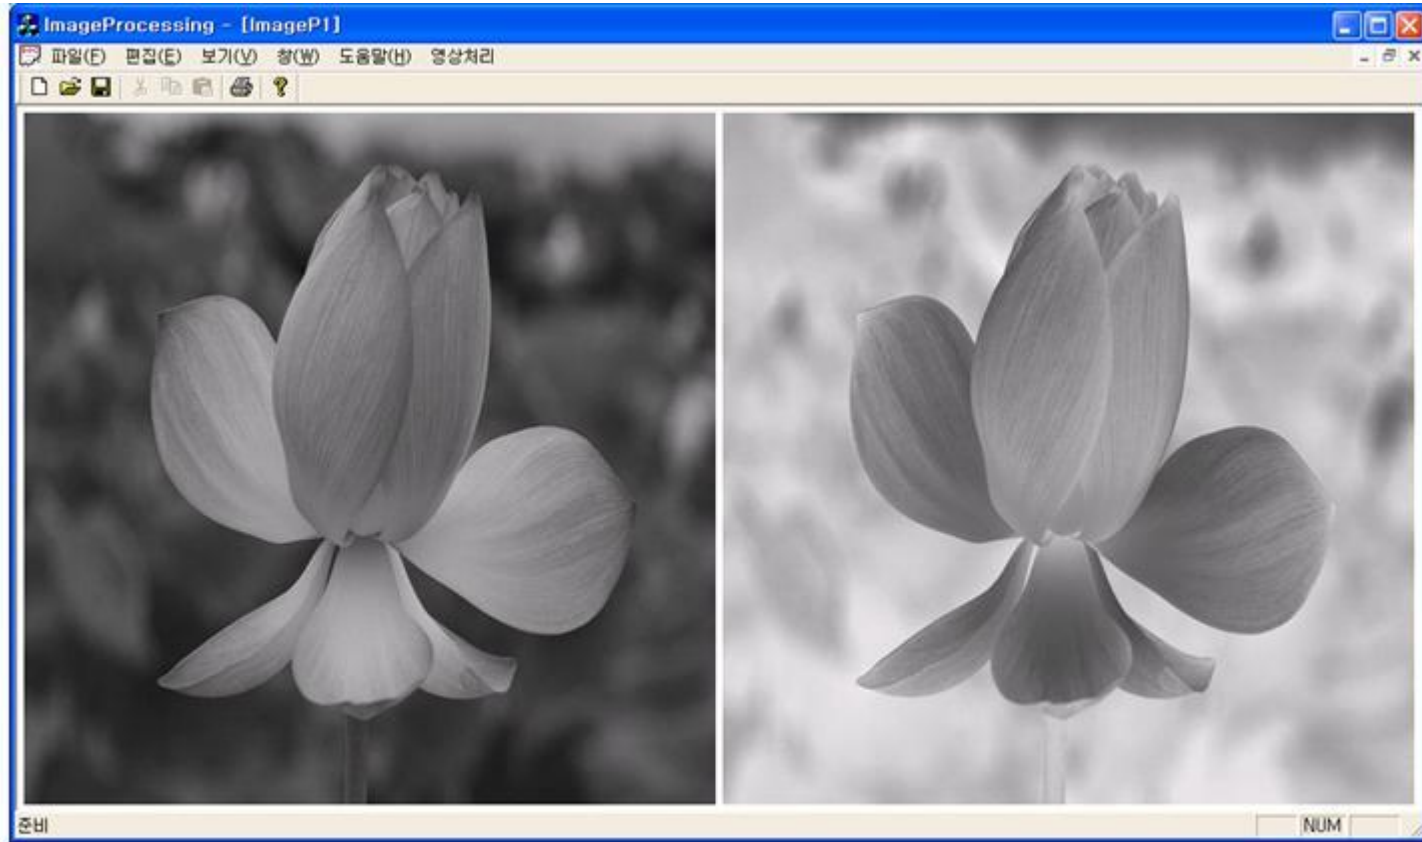 ImageProcessing - [ImageP1]
파일(F) 편집(E) 보기(V) 창(W) 도움말(H) 영상처리
준비 NUM